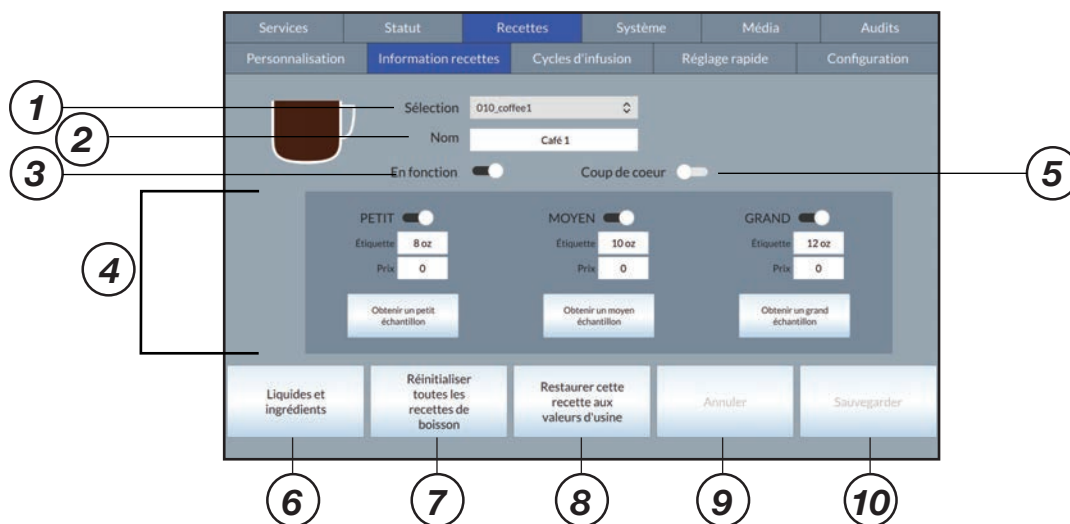 Services Statut Recettes Système Média Audits
Personnalisation Information recettes Cycles d'infusion Réglage rapide Configuration
1 Sélection 010_coffee1
2 Nom Café 1
3 En fonction Coup de coeur 5
4
PETIT MOYEN GRAND
Étiquette 8 oz Étiquette 10 oz Étiquette 12 oz
Prix 0 Prix 0 Prix 0
Obtenir un petit Obtenir un moyen Obtenir un grand
échantillon échantillon échantillon
Liquides et
ingrédients
Réinitialiser
toutes les
recettes de
boisson
Restaurer cette
recette aux
valeurs d'usine
Annuler
Sauvegarder
6 7 8 9 10